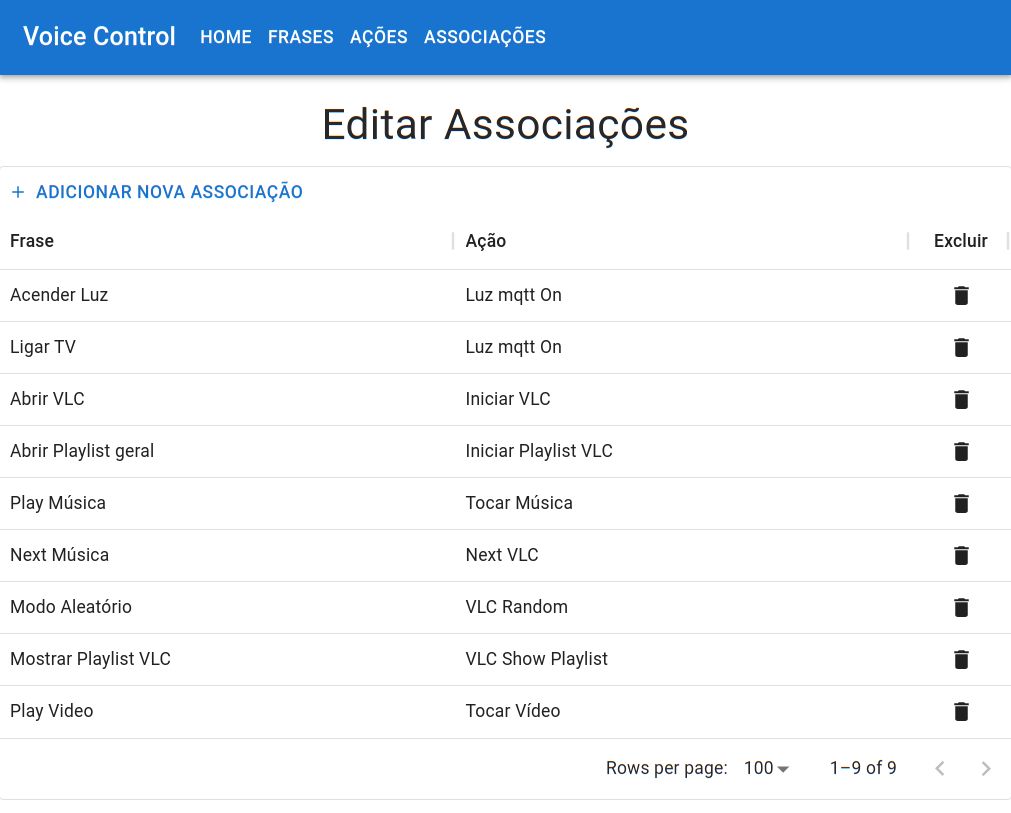 Voice Control HOME FRASES AÇÕES ASSOCIAÇÕES
Editar Associações
+ ADICIONAR NOVA ASSOCIAÇÃO
Frase Ação Excluir
Acender Luz Luz mqtt On
Ligar TV Luz mqtt On
Abrir VLC Iniciar VLC
Abrir Playlist geral Iniciar Playlist VLC
Play Música Tocar Música
Next Música Next VLC
Modo Aleatório VLC Random
Mostrar Playlist VLC VLC Show Playlist
Play Video Tocar Vídeo
Rows per page: 100 1–9 of 9